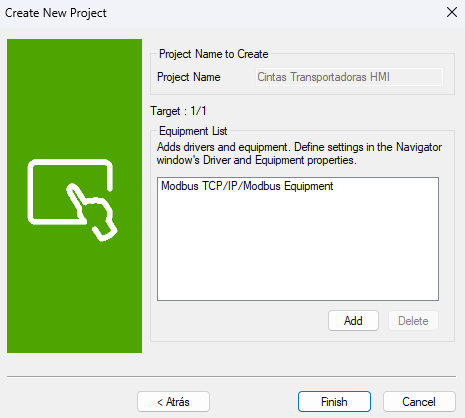 Create New Project
Project Name to Create
Project Name
Cintas Transportadoras HMI
Target : 1/1
Equipment List
Adds drivers and equipment. Define settings in the Navigator
window's Driver and Equipment properties.
Modbus TCP/IP/Modbus Equipment
Add
Delete
< Atrás
Finish
Cancel